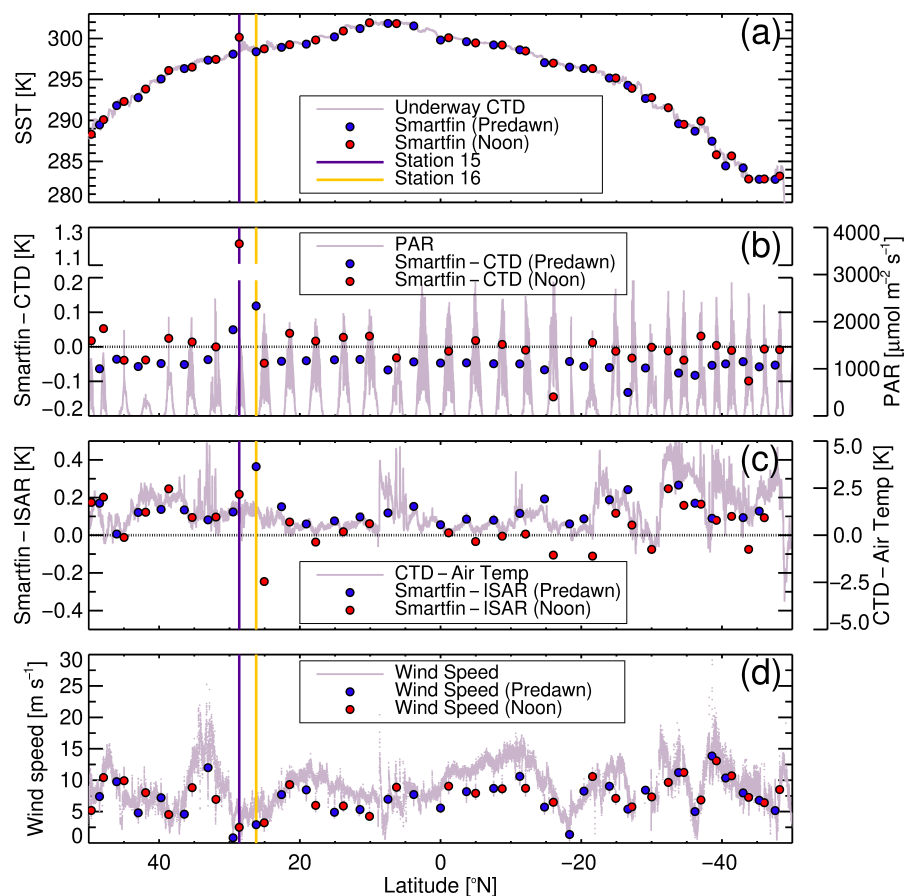 (a)
SST [K]
300
295
290
285
280
Underway CTD
Smartfin (Predawn)
Smartfin (Noon)
Station 15
Station 16
(b)
Smartfin−CTD [K]
1.3
1.1
0.2
0.1
0.0
−0.1
−0.2
PAR
Smartfin−CTD (Predawn)
Smartfin−CTD (Noon)
4000
3000
2000
1000
0
PAR [μmol m⁻² s⁻¹]
(c)
Smartfin−ISAR [K]
0.4
0.2
0.0
−0.2
−0.4
CTD−Air Temp
Smartfin−ISAR (Predawn)
Smartfin−ISAR (Noon)
5.0
2.5
0.0
−2.5
−5.0
CTD−Air Temp [K]
(d)
Wind speed [m s⁻¹]
30
25
20
15
10
5
0
Wind Speed
Wind Speed (Predawn)
Wind Speed (Noon)
40 20 0 −20 −40
Latitude [°N]